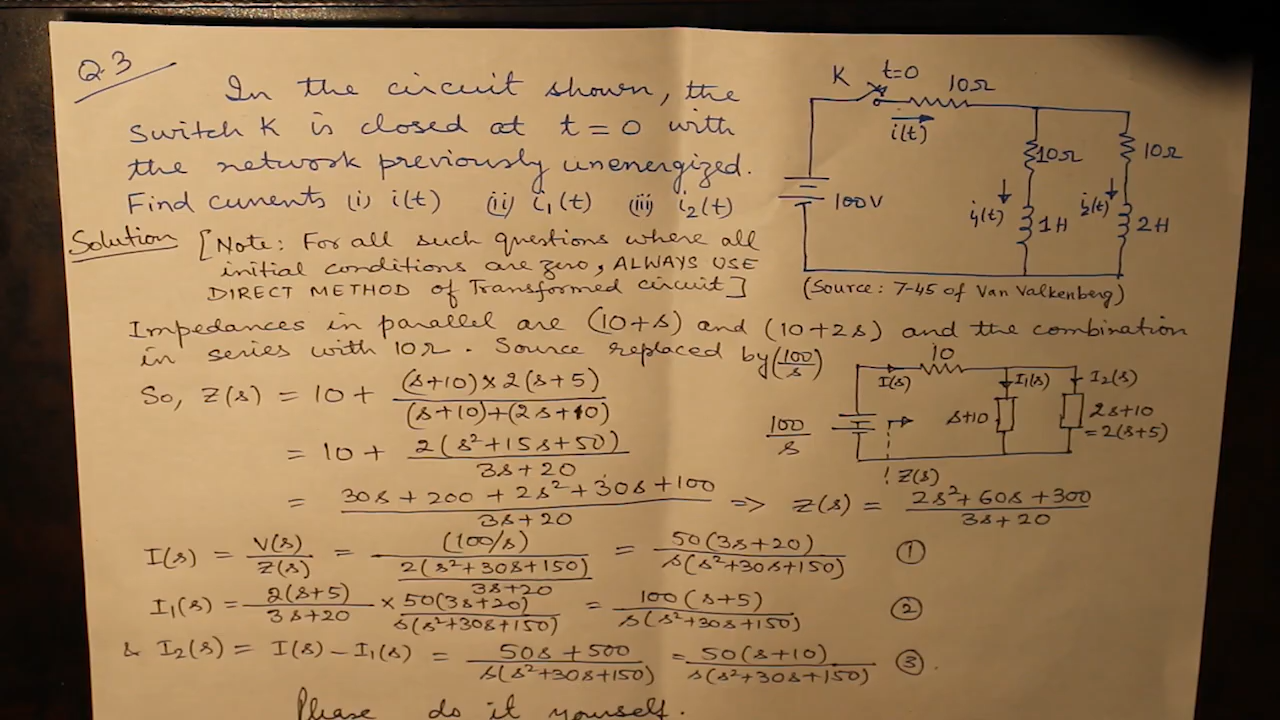 Q.3
In the circuit shown, the
switch K is closed at t=0 with
the network previously unenergized.
Find currents (i) i(t) (ii) i₁(t) (iii) i₂(t)
K t=0 10Ω
i(t)
10Ω 10Ω
100V i₁(t) 1H i₂(t) 2H
(Source: 7-45 of Van Valkenberg)
Solution [Note: For all such questions where all
initial conditions are zero, ALWAYS USE
DIRECT METHOD of Transformed circuit]
Impedances in parallel are (10+s) and (10+2s) and the combination
in series with 10Ω. Source replaced by (100/s)
So, Z(s) = 10 + (s+10)×2(s+5) / (s+10)+(2s+10)
= 10 + 2(s²+15s+50) / 3s+20
= 30s+200+2s²+30s+100 / 3s+20 => Z(s) = 2s²+60s+300 / 3s+20
10
I(s) I₁(s) I₂(s)
100/s s+10 2s+10
=2(s+5)
Z(s)
I(s) = V(s)/Z(s) = (100/s) / 2(s²+30s+150)/3s+20 = 50(3s+20) / s(s²+30s+150) ①
I₁(s) = 2(s+5)/3s+20 × 50(3s+20)/s(s²+30s+150) = 100(s+5) / s(s²+30s+150) ②
& I₂(s) = I(s) – I₁(s) = 50s+500 / s(s²+30s+150) = 50(s+10) / s(s²+30s+150) ③.
Please do it yourself.